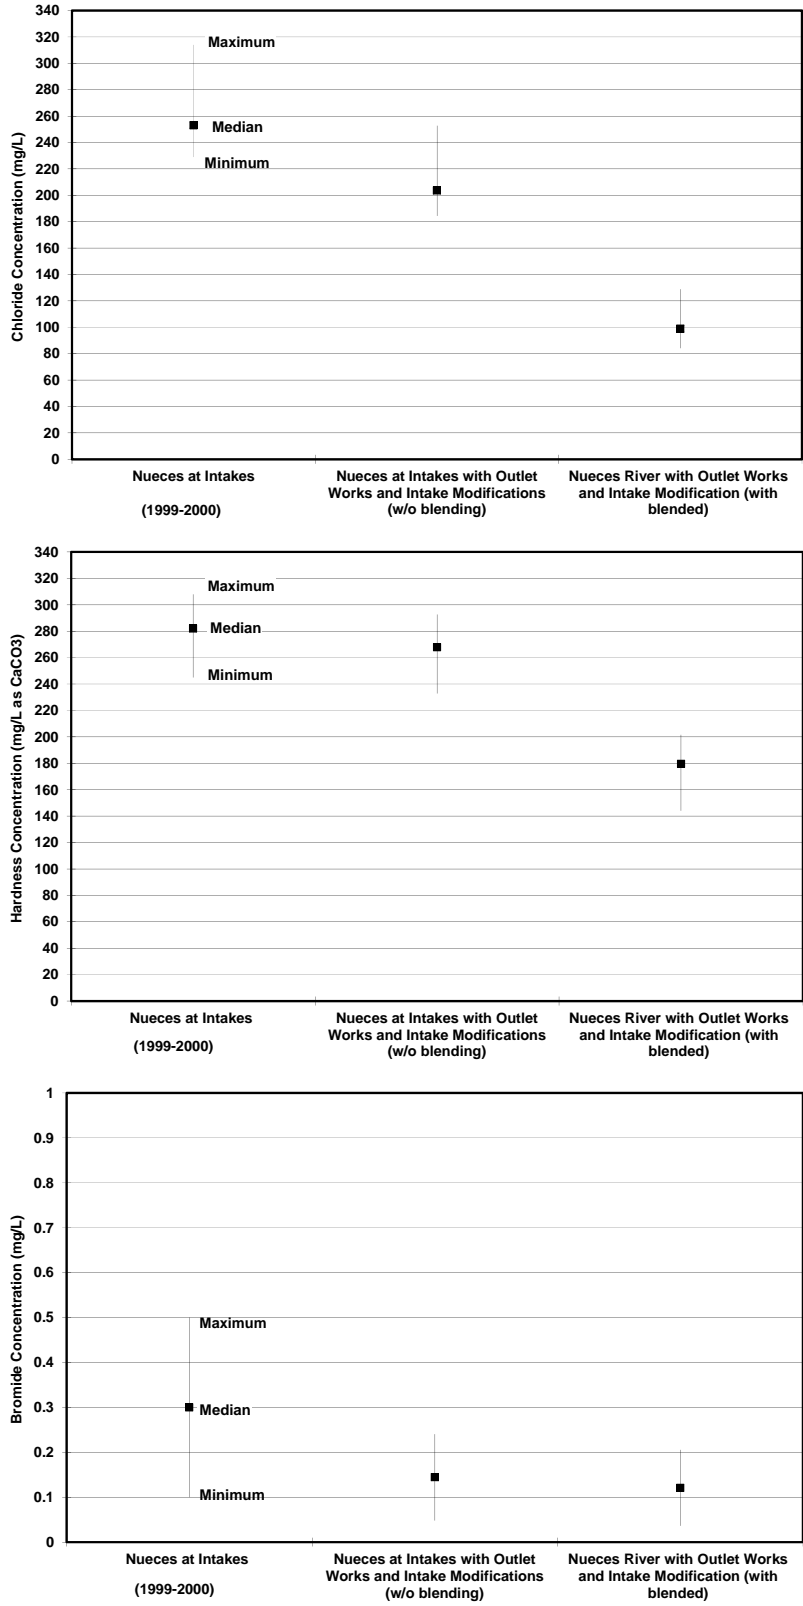 340
320
300
280
260
240
220
200
180
160
140
120
100
80
60
40
20
0
Chloride Concentration (mg/L)
Maximum
Median
Minimum
Nueces at Intakes
(1999-2000)
Nueces at Intakes with Outlet
Works and Intake Modifications
(w/o blending)
Nueces River with Outlet Works
and Intake Modification (with
blended)
340
320
300
280
260
240
220
200
180
160
140
120
100
80
60
40
20
0
Hardness Concentration (mg/L as CaCO3)
Maximum
Median
Minimum
Nueces at Intakes
(1999-2000)
Nueces at Intakes with Outlet
Works and Intake Modifications
(w/o blending)
Nueces River with Outlet Works
and Intake Modification (with
blended)
1
0.9
0.8
0.7
0.6
0.5
0.4
0.3
0.2
0.1
0
Bromide Concentration (mg/L)
Maximum
Median
Minimum
Nueces at Intakes
(1999-2000)
Nueces at Intakes with Outlet
Works and Intake Modifications
(w/o blending)
Nueces River with Outlet Works
and Intake Modification (with
blended)